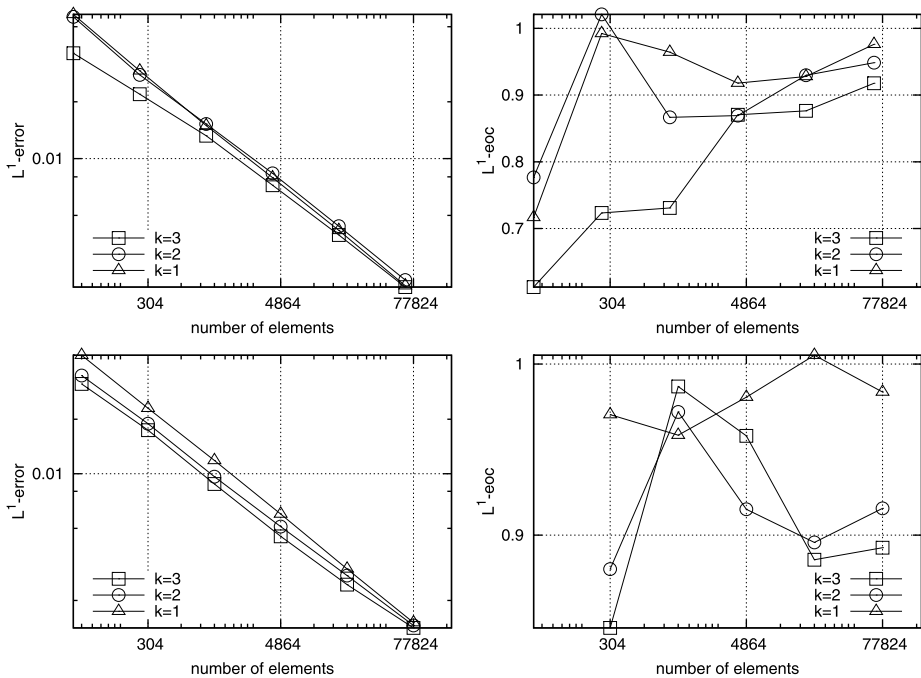 L¹-error
0.01
k=3
k=2
k=1
304
4864
77824
number of elements
L¹-eoc
1
0.9
0.8
0.7
k=3
k=2
k=1
304
4864
77824
number of elements
L¹-error
0.01
k=3
k=2
k=1
304
4864
77824
number of elements
L¹-eoc
1
0.9
k=3
k=2
k=1
304
4864
77824
number of elements